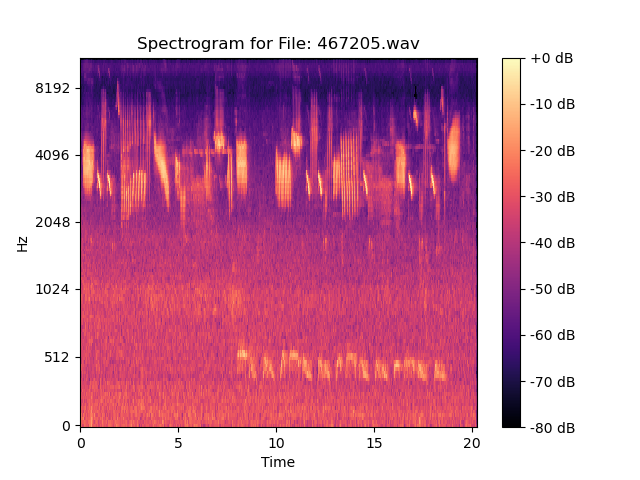 Spectrogram for File: 467205.wav
+0 dB
8192
-10 dB
4096
-20 dB
-30 dB
2048
Hz
-40 dB
1024
-50 dB
512
-60 dB
-70 dB
0
-80 dB
0 5 10 15 20
Time